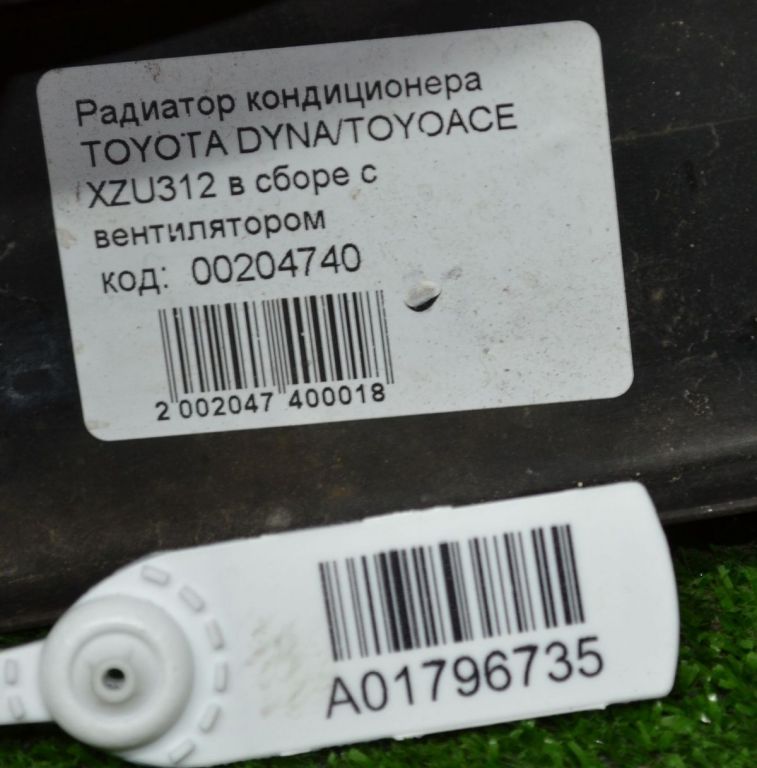 Радиатор кондиционера
TOYOTA DYNA/TOYOACE
XZU312 в сборе с
вентилятором
код: 00204740
2 002047 400018
A01796735